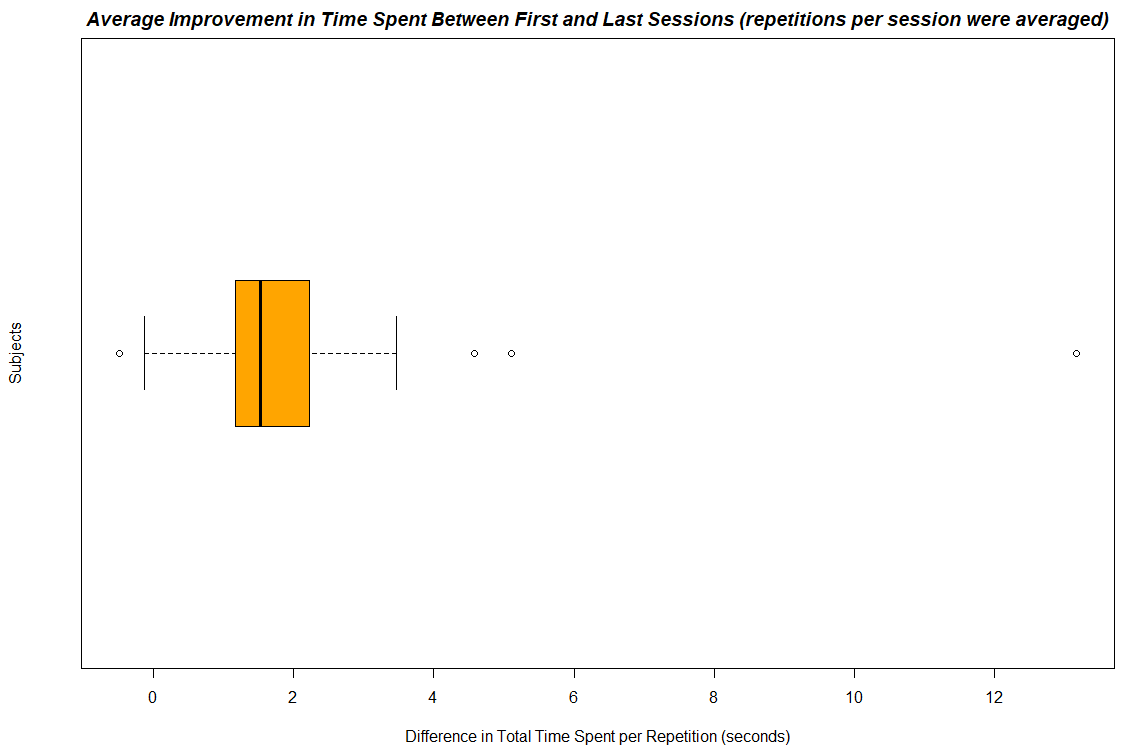 Average Improvement in Time Spent Between First and Last Sessions (repetitions per session were averaged)
Subjects
0 2 4 6 8 10 12
Difference in Total Time Spent per Repetition (seconds)